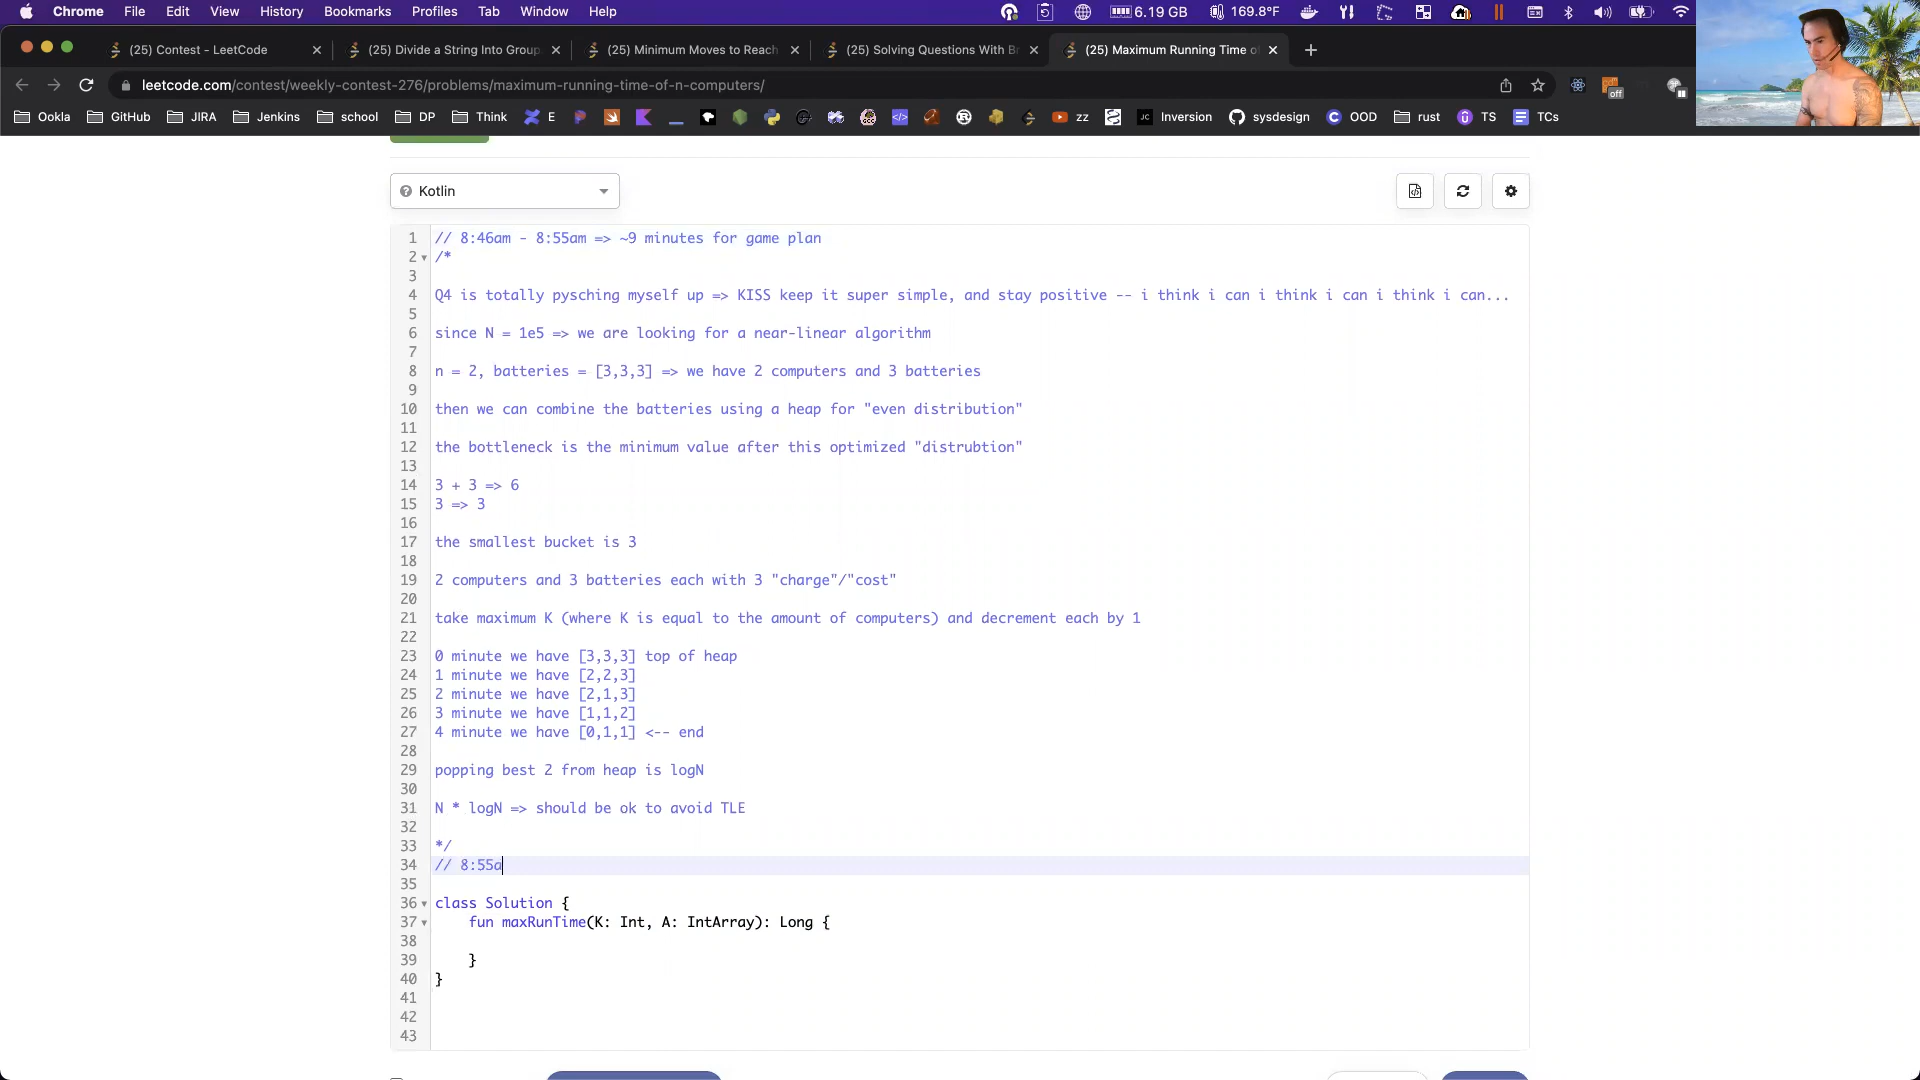 Chrome File Edit View History Bookmarks Profiles Tab Window Help 6.19 GB 169.8°F
(25) Contest - LeetCode (25) Divide a String Into Group (25) Minimum Moves to Reach (25) Solving Questions With Br (25) Maximum Running Time o
leetcode.com/contest/weekly-contest-276/problems/maximum-running-time-of-n-computers/ off
Ookla GitHub JIRA Jenkins school DP Think E zz JC Inversion sysdesign OOD rust TS TCs
Kotlin
1 // 8:46am - 8:55am => ~9 minutes for game plan
2 /*
3
4 Q4 is totally pysching myself up => KISS keep it super simple, and stay positive -- i think i can i think i can i think i can...
5
6 since N = 1e5 => we are looking for a near-linear algorithm
7
8 n = 2, batteries = [3,3,3] => we have 2 computers and 3 batteries
9
10 then we can combine the batteries using a heap for "even distribution"
11
12 the bottleneck is the minimum value after this optimized "distrubtion"
13
14 3 + 3 => 6
15 3 => 3
16
17 the smallest bucket is 3
18
19 2 computers and 3 batteries each with 3 "charge"/"cost"
20
21 take maximum K (where K is equal to the amount of computers) and decrement each by 1
22
23 0 minute we have [3,3,3] top of heap
24 1 minute we have [2,2,3]
25 2 minute we have [2,1,3]
26 3 minute we have [1,1,2]
27 4 minute we have [0,1,1] <-- end
28
29 popping best 2 from heap is logN
30
31 N * logN => should be ok to avoid TLE
32
33 */
34 // 8:55a
35
36 class Solution {
37 fun maxRunTime(K: Int, A: IntArray): Long {
38
39 }
40 }
41
42
43